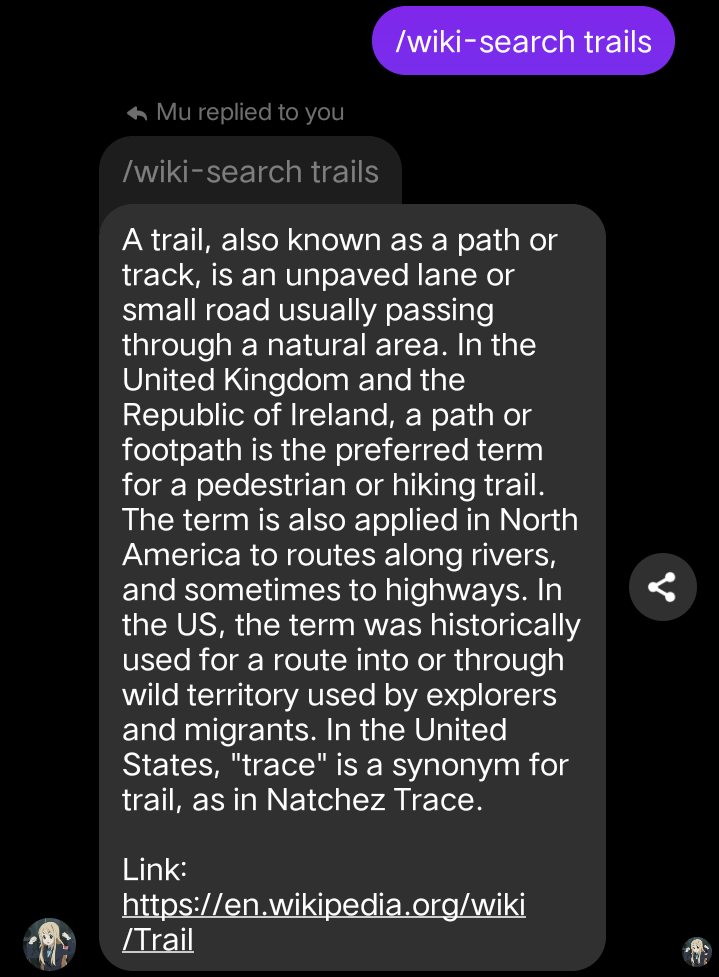 /wiki-search trails
Mu replied to you
/wiki-search trails
A trail, also known as a path or
track, is an unpaved lane or
small road usually passing
through a natural area. In the
United Kingdom and the
Republic of Ireland, a path or
footpath is the preferred term
for a pedestrian or hiking trail.
The term is also applied in North
America to routes along rivers,
and sometimes to highways. In
the US, the term was historically
used for a route into or through
wild territory used by explorers
and migrants. In the United
States, "trace" is a synonym for
trail, as in Natchez Trace.
Link:
https://en.wikipedia.org/wiki
/Trail